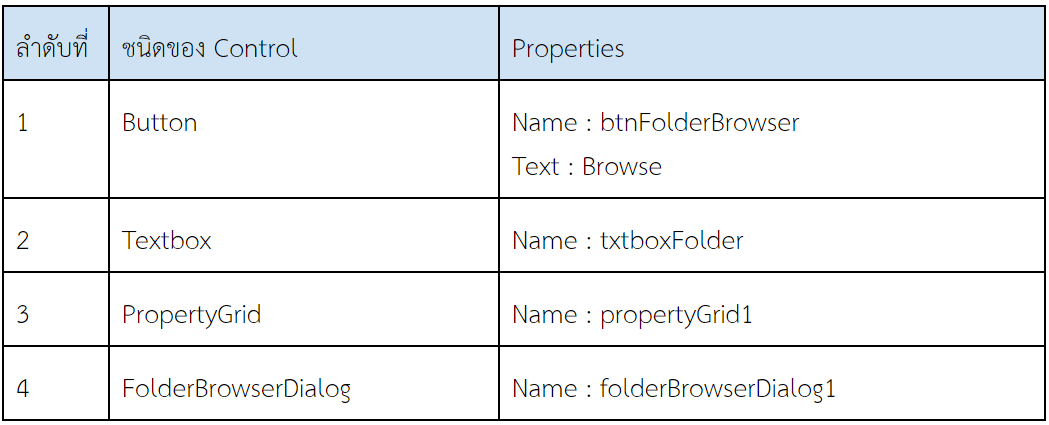 ลำดับที่ ชนิดของ Control Properties
1 Button Name : btnFolderBrowser
Text : Browse
2 Textbox Name : txtboxFolder
3 PropertyGrid Name : propertyGrid1
4 FolderBrowserDialog Name : folderBrowserDialog1